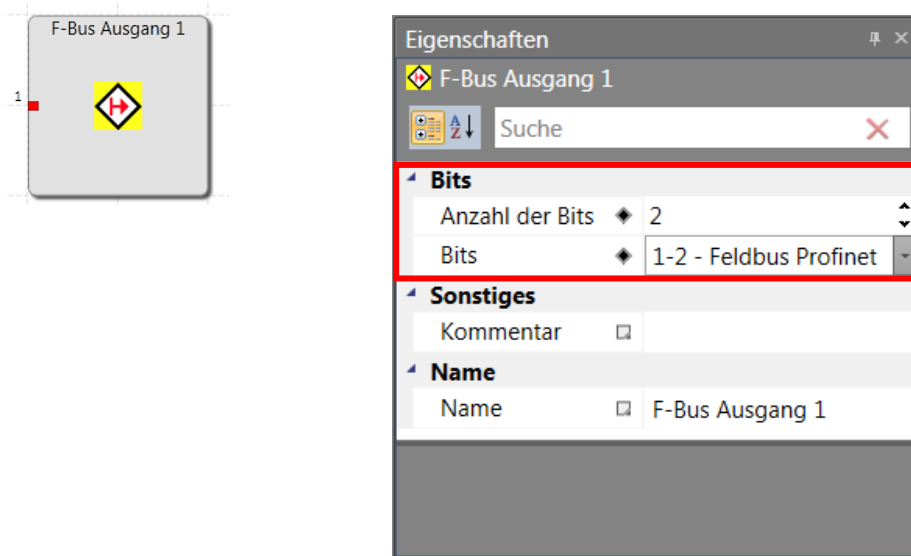 F-Bus Ausgang 1
1
Eigenschaften
F-Bus Ausgang 1
A Z Suche
Bits
Anzahl der Bits 2
Bits 1-2 - Feldbus Profinet
Sonstiges
Kommentar
Name
Name F-Bus Ausgang 1